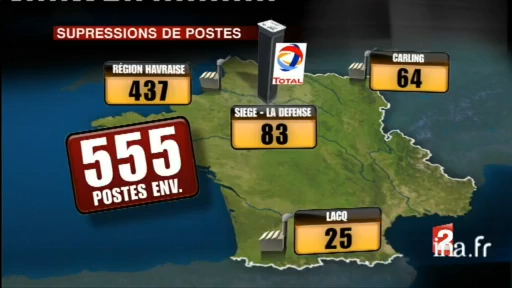 SUPRESSIONS DE POSTES
RÉGION HAVRAISE
437
TOTAL
CARLING
64
SIEGE - LA DEFENSE
83
555
POSTES ENV.
LACQ
25
2
ina.fr